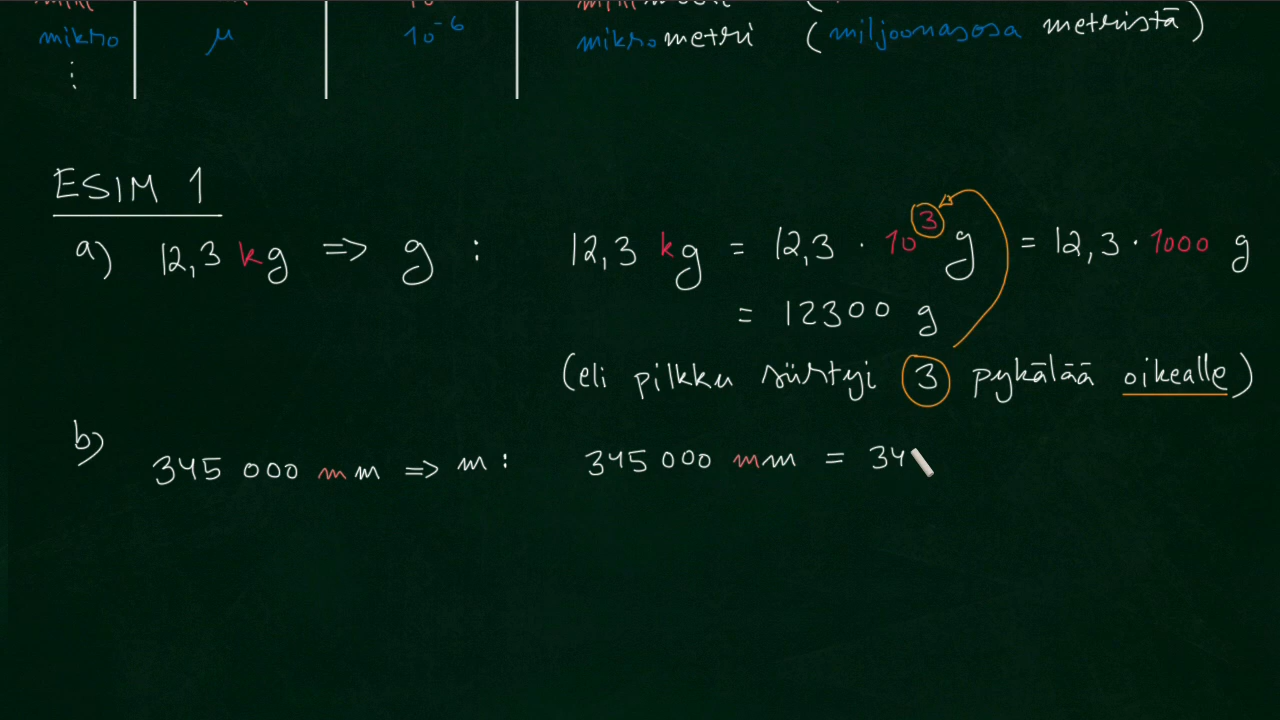 mikro μ 10⁻⁶ mikrometri (miljoonasosa metristä)
⋮
ESIM 1
a) 12,3 kg => g : 12,3 kg = 12,3 · 10³ g = 12,3 · 1000 g
= 12300 g
(eli pilkku siirtyi 3 pykälää oikealle)
b) 345 000 mm => m : 345 000 mm = 34